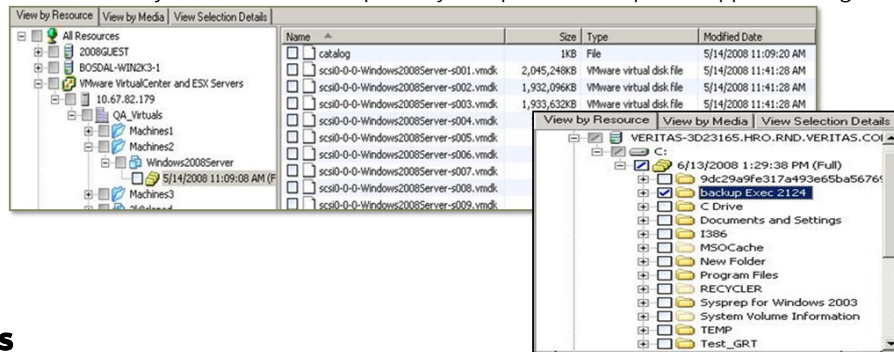 View by Resource View by Media View Selection Details
All Resources
2008GUEST
BOSDAL-WIN2K3-1
VMware VirtualCenter and ESX Servers
10.67.82.179
QA_Virtuals
Machines1
Machines2
Windows2008Server
5/14/2008 11:09:08 AM (F
Machines3
Name Size Type Modified Date
catalog 1KB File 5/14/2008 11:09:20 AM
scsi0-0-0-Windows2008Server-s001.vmdk 2,045,248KB VMware virtual disk file 5/14/2008 11:41:28 AM
scsi0-0-0-Windows2008Server-s002.vmdk 1,932,096KB VMware virtual disk file 5/14/2008 11:41:28 AM
scsi0-0-0-Windows2008Server-s003.vmdk 1,933,632KB VMware virtual disk file 5/14/2008 11:41:28 AM
scsi0-0-0-Windows2008Server-s004.vmdk
scsi0-0-0-Windows2008Server-s005.vmdk
scsi0-0-0-Windows2008Server-s006.vmdk
scsi0-0-0-Windows2008Server-s007.vmdk
scsi0-0-0-Windows2008Server-s008.vmdk
scsi0-0-0-Windows2008Server-s009.vmdk
View by Resource View by Media View Selection Details
VERITAS-3D23165.HRO.RND.VERITAS.CO
C:
6/13/2008 1:29:38 PM (Full)
9dc29a9fe317a493e65ba5676
backup Exec 2124
C Drive
Documents and Settings
I386
MSOCache
New Folder
Program Files
RECYCLER
Sysprep for Windows 2003
System Volume Information
TEMP
Test_GRT
s